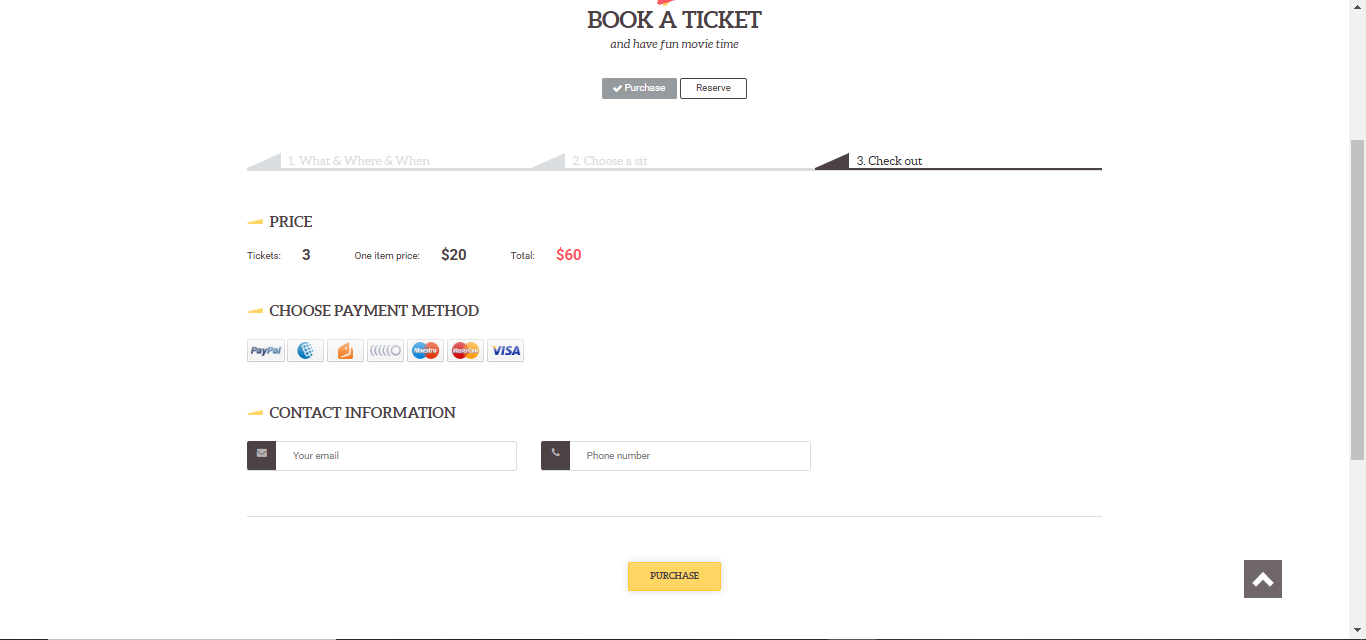 BOOK A TICKET
and have fun movie time
Purchase Reserve
1. What & Where & When 2. Choose a sit 3. Check out
PRICE
Tickets: 3 One item price: $20 Total: $60
CHOOSE PAYMENT METHOD
PayPal Maestro MasterCard VISA
CONTACT INFORMATION
Your email Phone number
PURCHASE